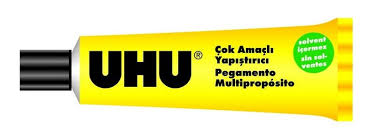 UHU®
Çok Amaçlı
Yapıştırıcı
Pegamento
Multipropósito
solvent
içermez
sin sol-
ventes